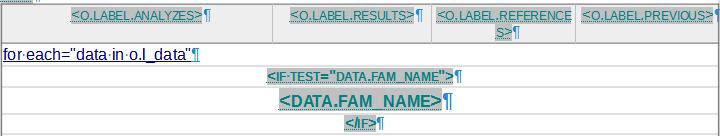 <O.LABEL.ANALYZES>¶ <O.LABEL.RESULTS>¶ <O.LABEL.REFERENCE <O.LABEL.PREVIOUS>¶
S>¶
for·each="data·in·o.l_data"¶
<IF·TEST="DATA.FAM_NAME">¶
<DATA.FAM_NAME>¶
</IF>¶